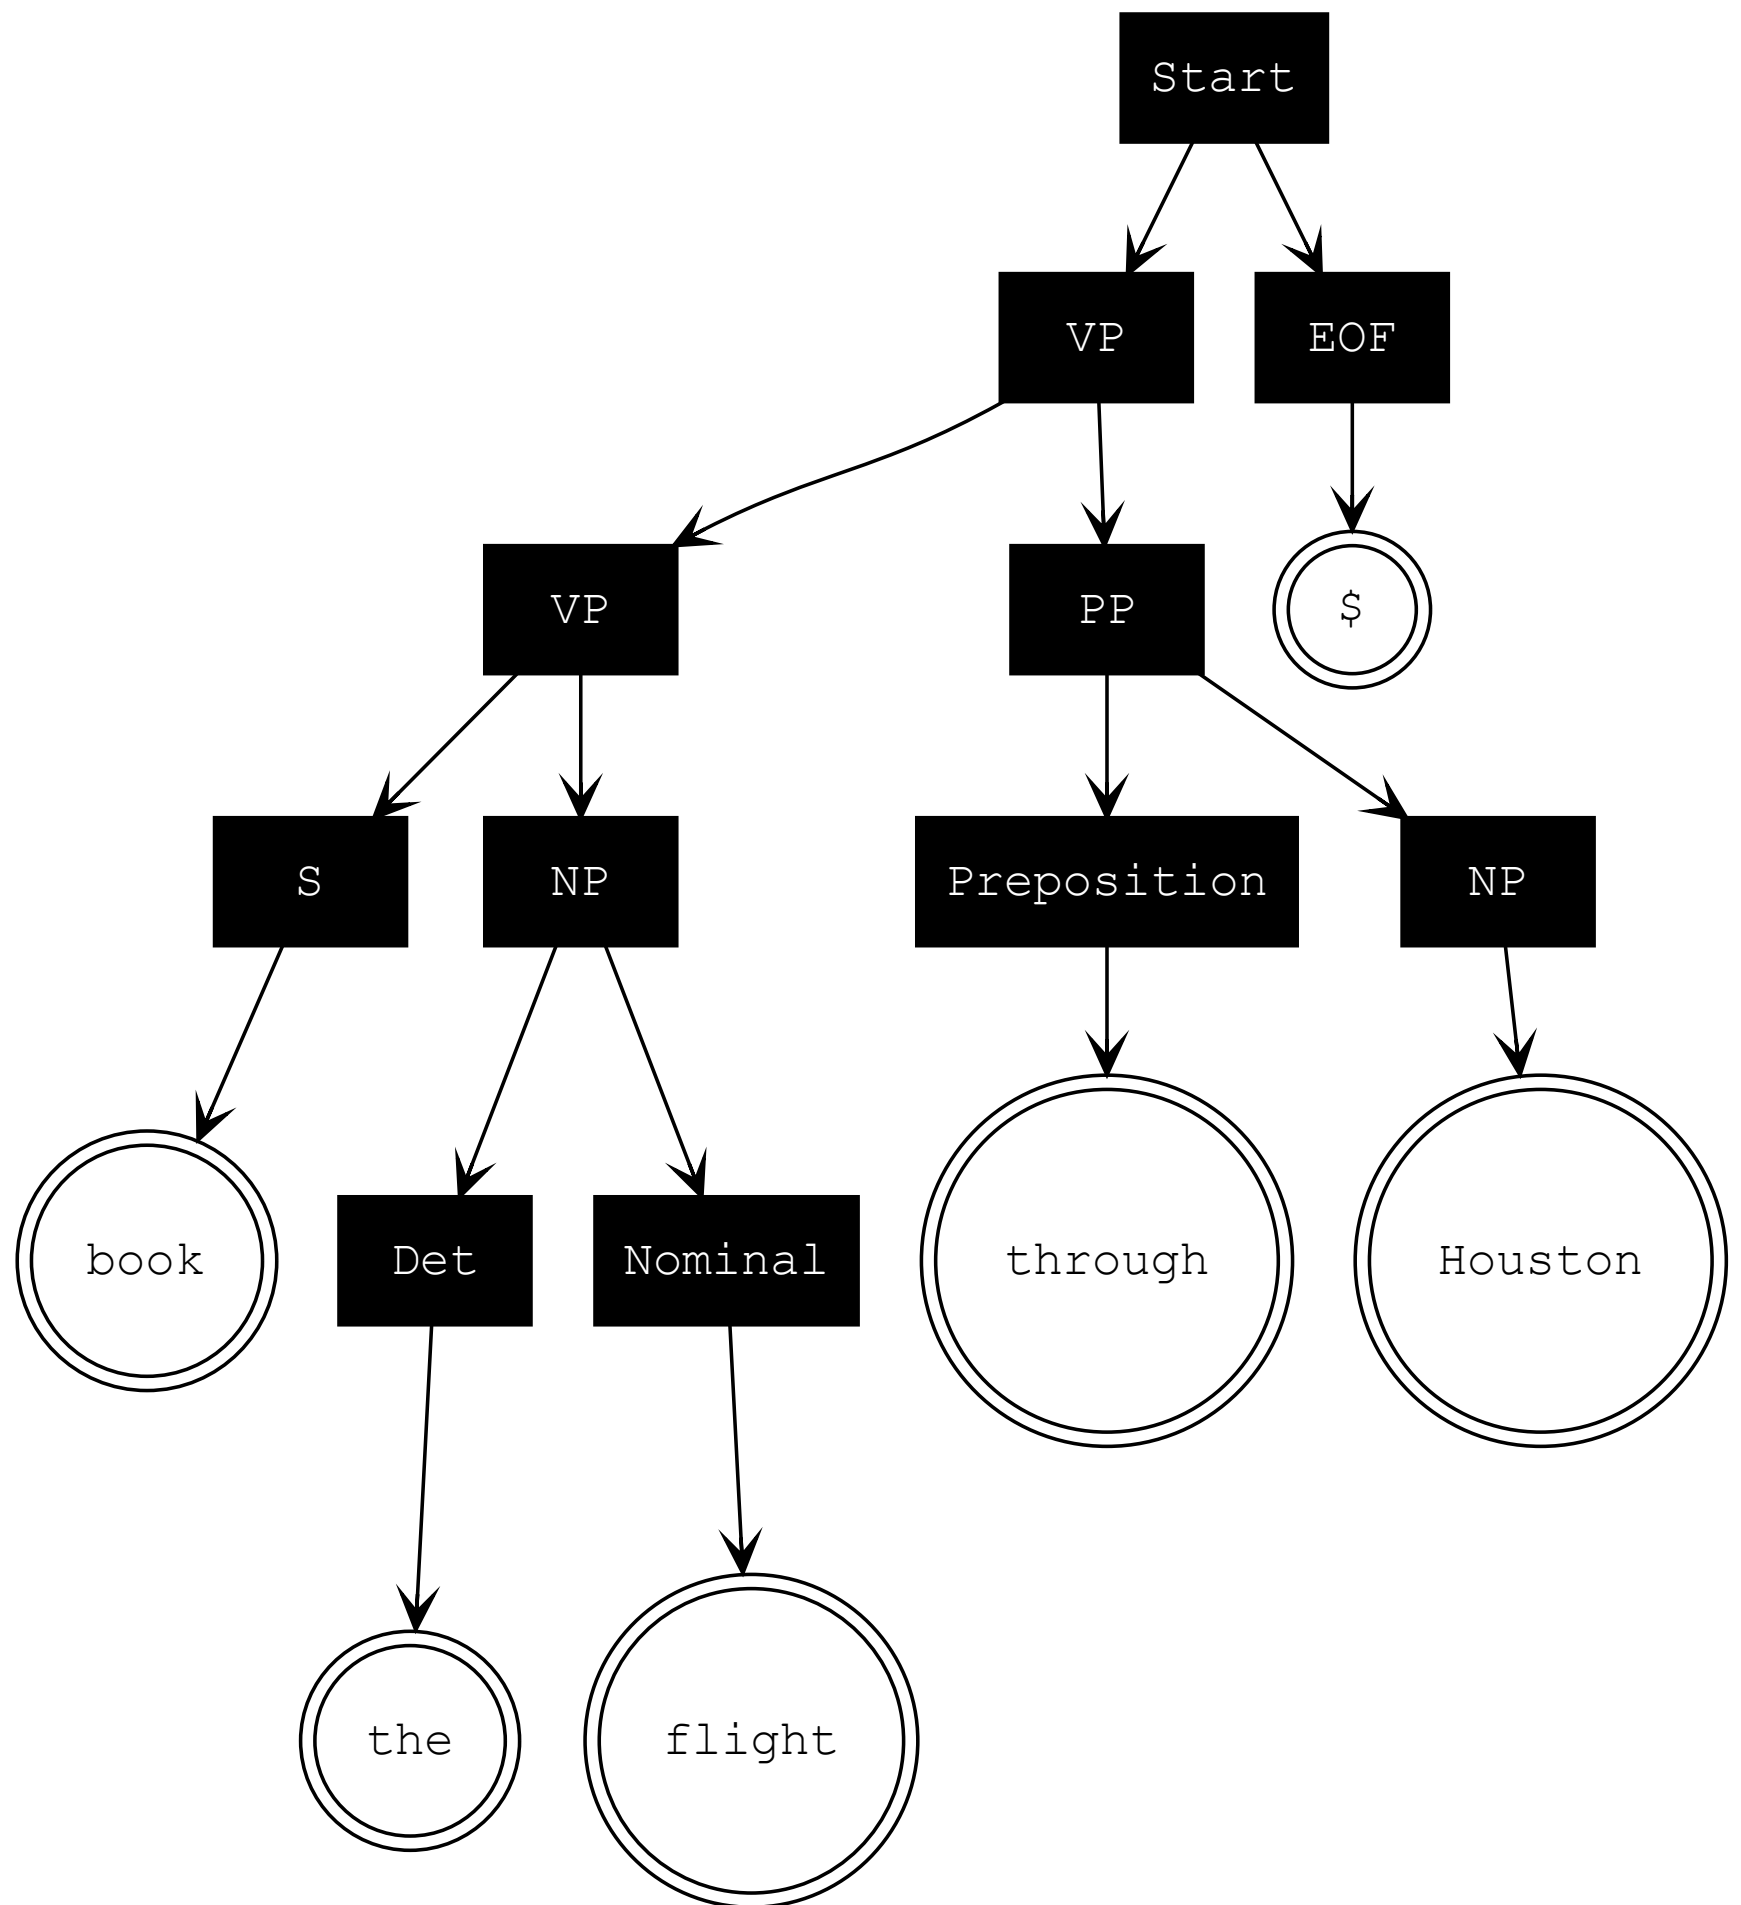 Start
VP EOF
VP PP $
S NP Preposition NP
book Det Nominal through Houston
the flight